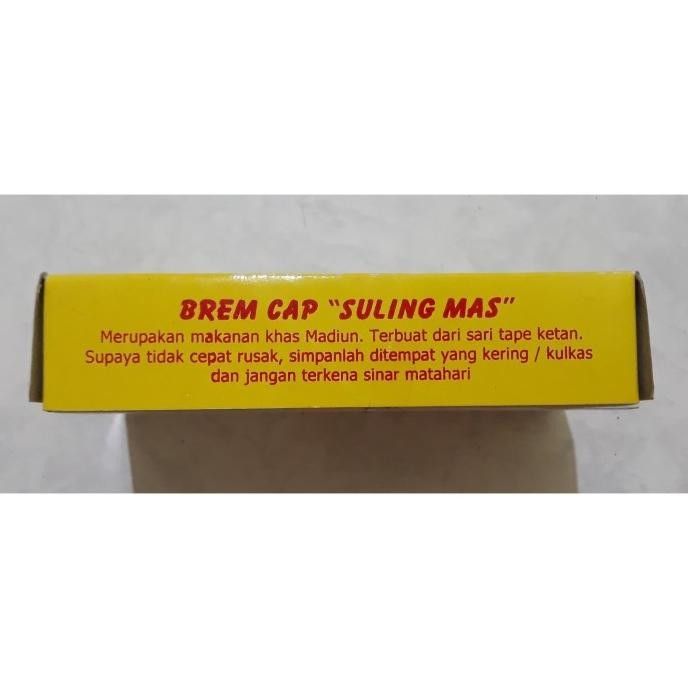 BREM CAP "SULING MAS"
Merupakan makanan khas Madiun. Terbuat dari sari tape ketan.
Supaya tidak cepat rusak, simpanlah ditempat yang kering / kulkas
dan jangan terkena sinar matahari